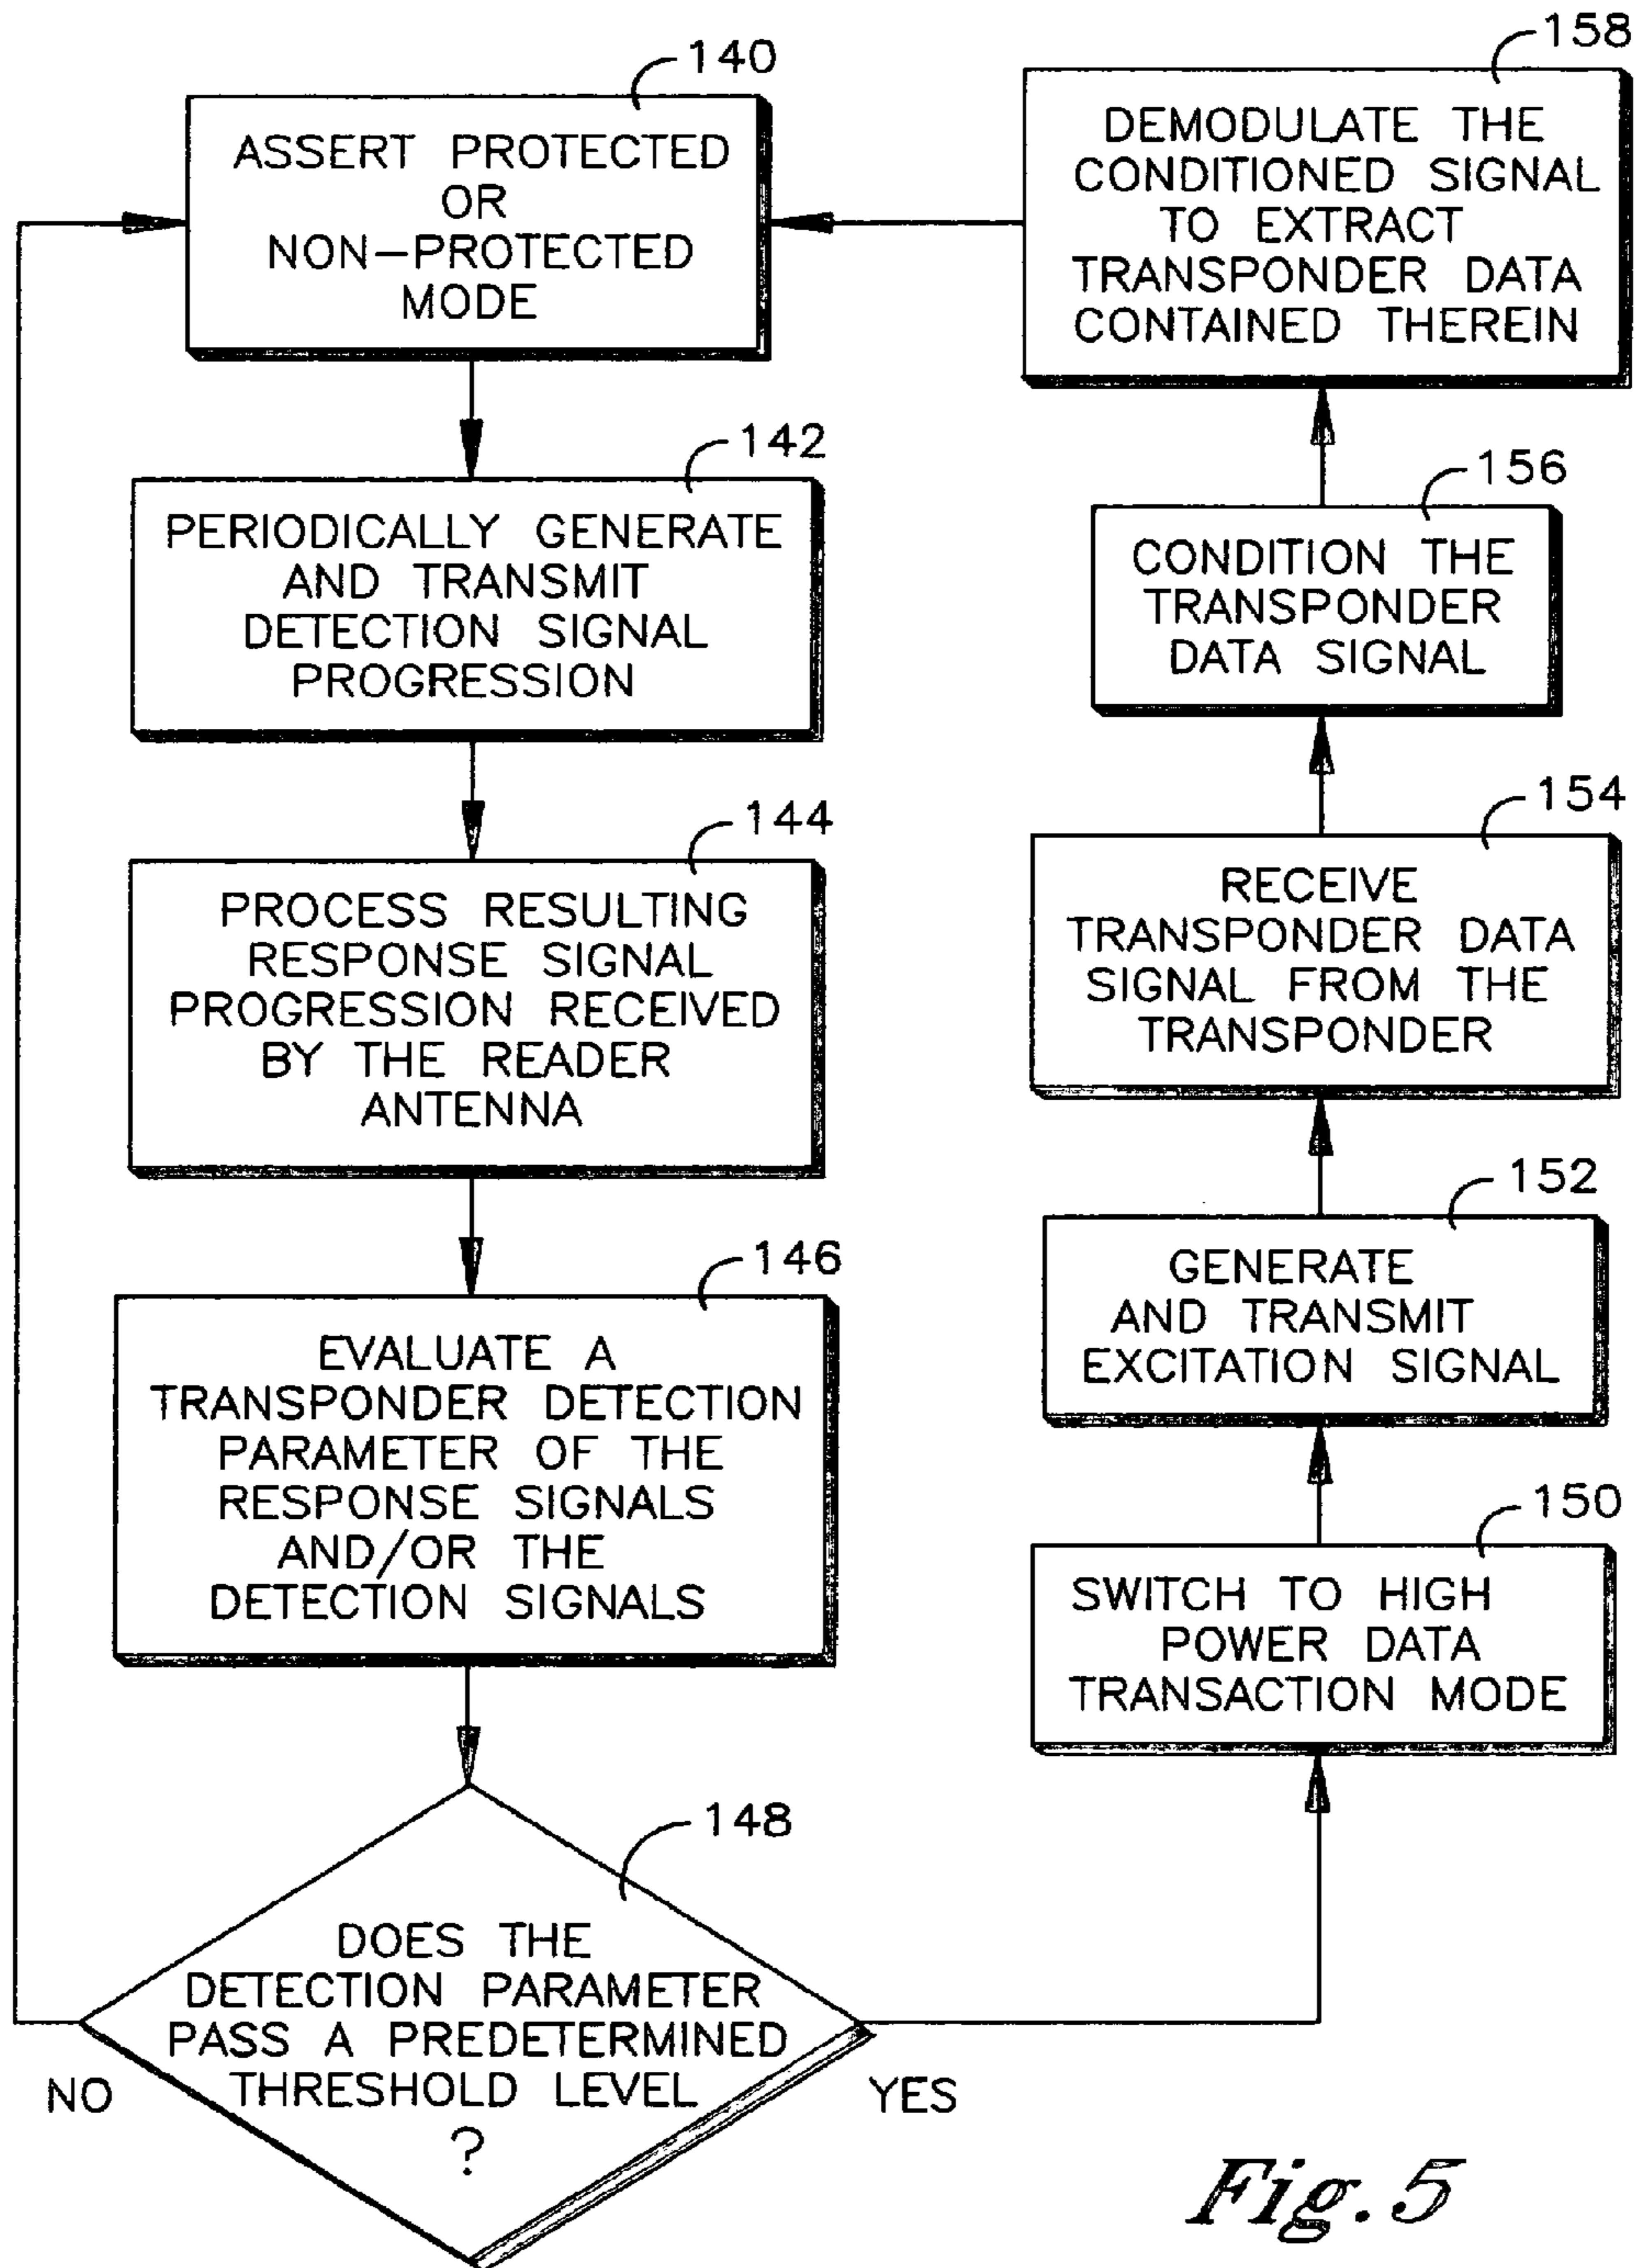 140
ASSERT PROTECTED
OR
NON-PROTECTED
MODE
142
PERIODICALLY GENERATE
AND TRANSMIT
DETECTION SIGNAL
PROGRESSION
144
PROCESS RESULTING
RESPONSE SIGNAL
PROGRESSION RECEIVED
BY THE READER
ANTENNA
146
EVALUATE A
TRANSPONDER DETECTION
PARAMETER OF THE
RESPONSE SIGNALS
AND/OR THE
DETECTION SIGNALS
148
DOES THE
DETECTION PARAMETER
PASS A PREDETERMINED
THRESHOLD LEVEL
?
NO
YES
150
SWITCH TO HIGH
POWER DATA
TRANSACTION MODE
152
GENERATE
AND TRANSMIT
EXCITATION SIGNAL
154
RECEIVE
TRANSPONDER DATA
SIGNAL FROM THE
TRANSPONDER
156
CONDITION THE
TRANSPONDER
DATA SIGNAL
158
DEMODULATE THE
CONDITIONED SIGNAL
TO EXTRACT
TRANSPONDER DATA
CONTAINED THEREIN
Fig. 5